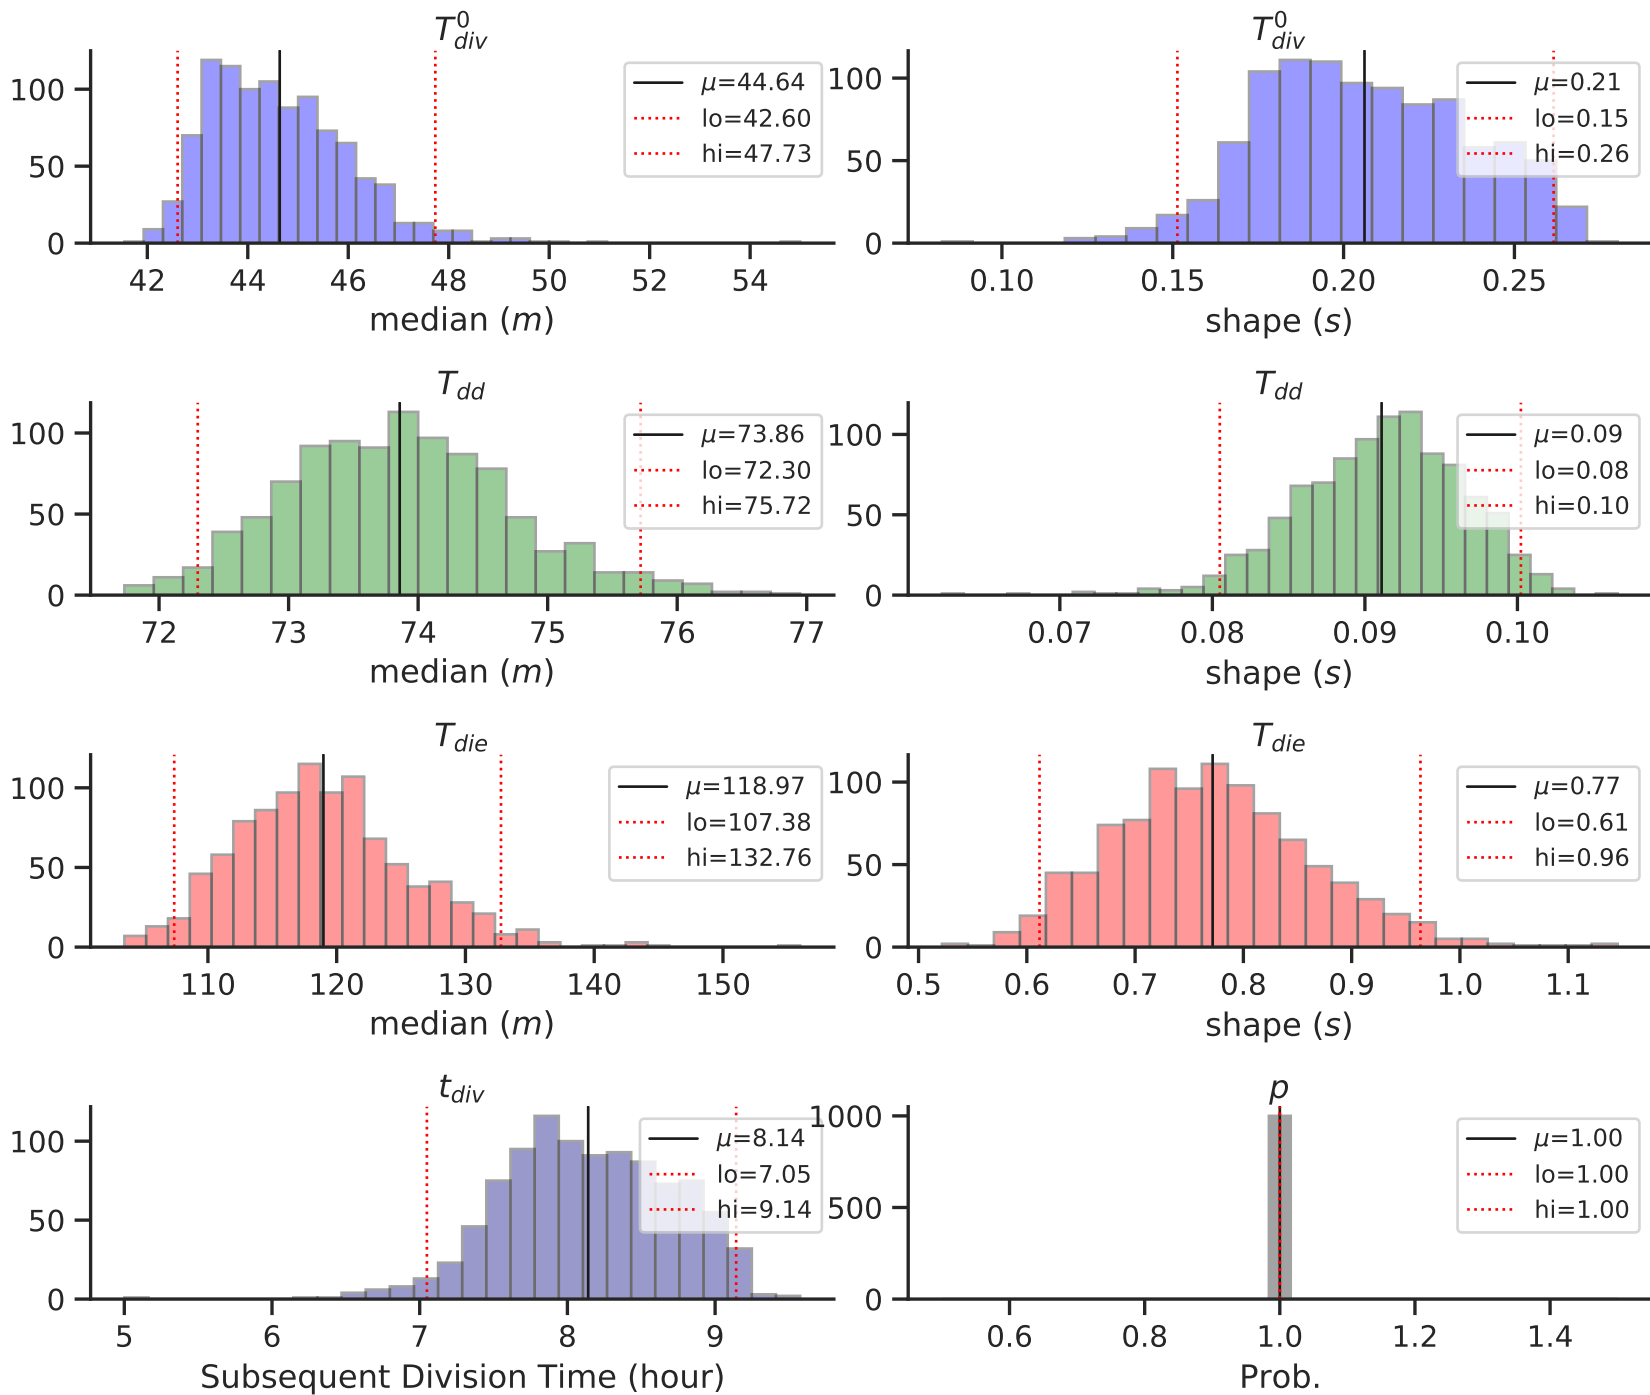 T⁰div
100
50
0
42 44 46 48 50 52 54
median (m)
μ=44.64
lo=42.60
hi=47.73
T⁰div
100
50
0
0.10 0.15 0.20 0.25
shape (s)
μ=0.21
lo=0.15
hi=0.26
Tdd
100
50
0
72 73 74 75 76 77
median (m)
μ=73.86
lo=72.30
hi=75.72
Tdd
100
50
0
0.07 0.08 0.09 0.10
shape (s)
μ=0.09
lo=0.08
hi=0.10
Tdie
100
50
0
110 120 130 140 150
median (m)
μ=118.97
lo=107.38
hi=132.76
Tdie
100
50
0
0.5 0.6 0.7 0.8 0.9 1.0 1.1
shape (s)
μ=0.77
lo=0.61
hi=0.96
tdiv
100
50
0
5 6 7 8 9
Subsequent Division Time (hour)
μ=8.14
lo=7.05
hi=9.14
p
1000
500
0
0.6 0.8 1.0 1.2 1.4
Prob.
μ=1.00
lo=1.00
hi=1.00